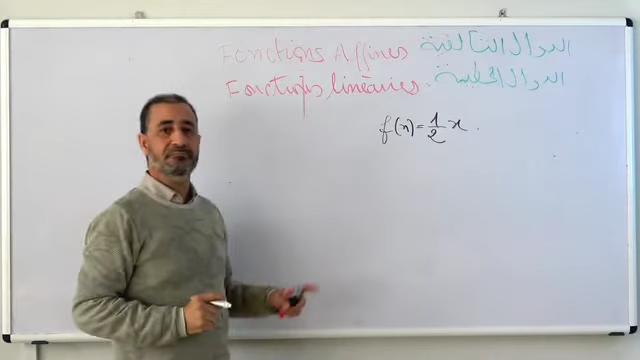 Fonctions Affines الدوال التآلفية
Fonctions linéaires. الدوال الخطية
f(x)=1/2 x.